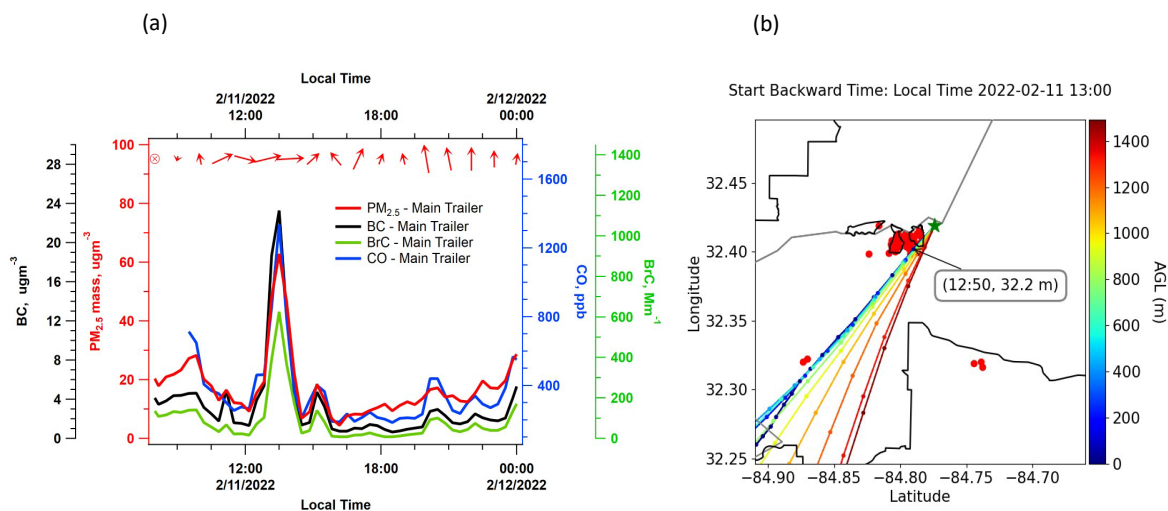 (a)
Local Time
2/11/2022 2/12/2022
12:00 18:00 00:00
BC, ugm⁻³
28
24
20
16
12
8
4
0
PM₂.₅ mass, ugm⁻³
100
80
60
40
20
0
PM₂.₅ - Main Trailer
BC - Main Trailer
BrC - Main Trailer
CO - Main Trailer
CO, ppb
1600
1200
800
400
BrC, Mm⁻¹
1400
1200
1000
800
600
400
200
0
12:00 18:00 00:00
2/11/2022 2/12/2022
Local Time
(b)
Start Backward Time: Local Time 2022-02-11 13:00
Longitude
32.45
32.40
32.35
32.30
32.25
(12:50, 32.2 m)
−84.90 −84.80 −84.80 −84.70
Latitude
AGL (m)
1400
1200
1000
800
600
400
200
0